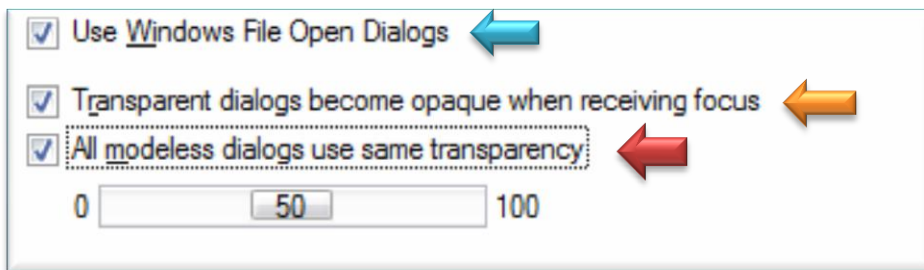 Use Windows File Open Dialogs
Transparent dialogs become opaque when receiving focus
All modeless dialogs use same transparency
0 50 100